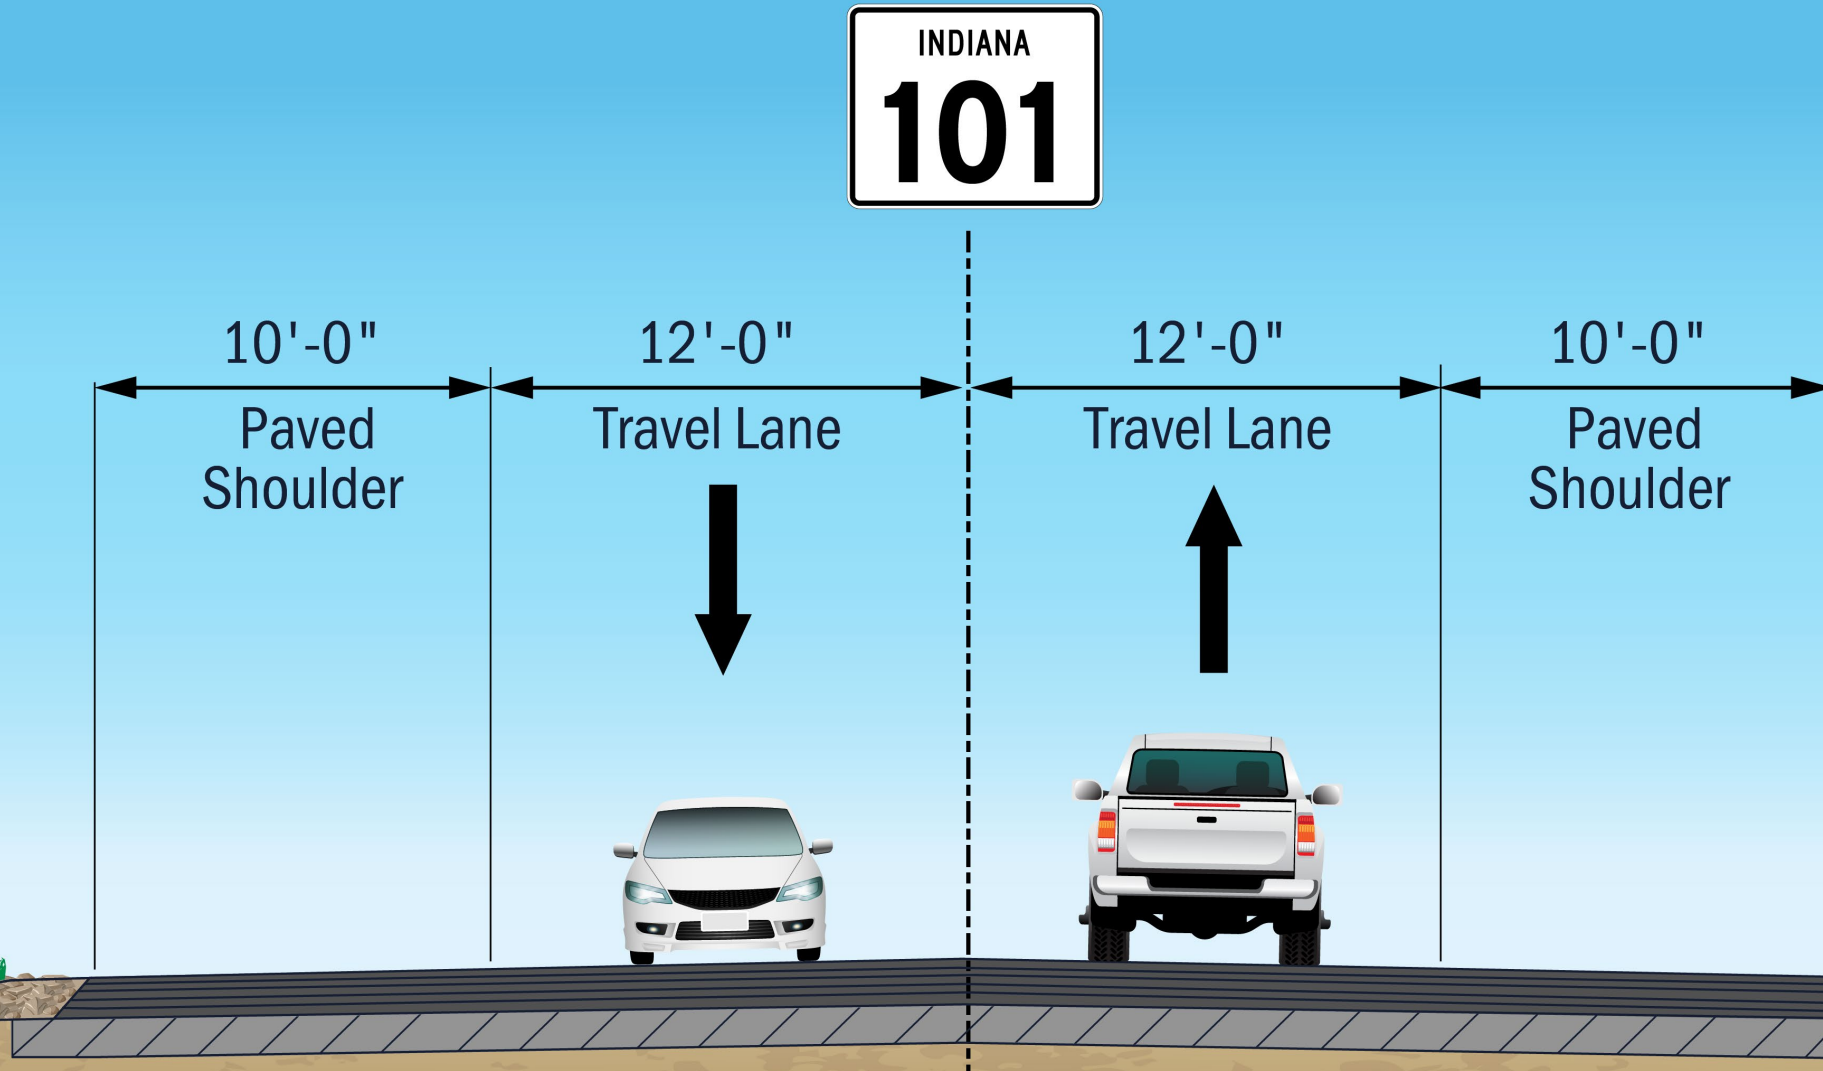 INDIANA
101
10'-0"
12'-0"
12'-0"
10'-0"
Paved
Shoulder
Travel Lane
Travel Lane
Paved
Shoulder